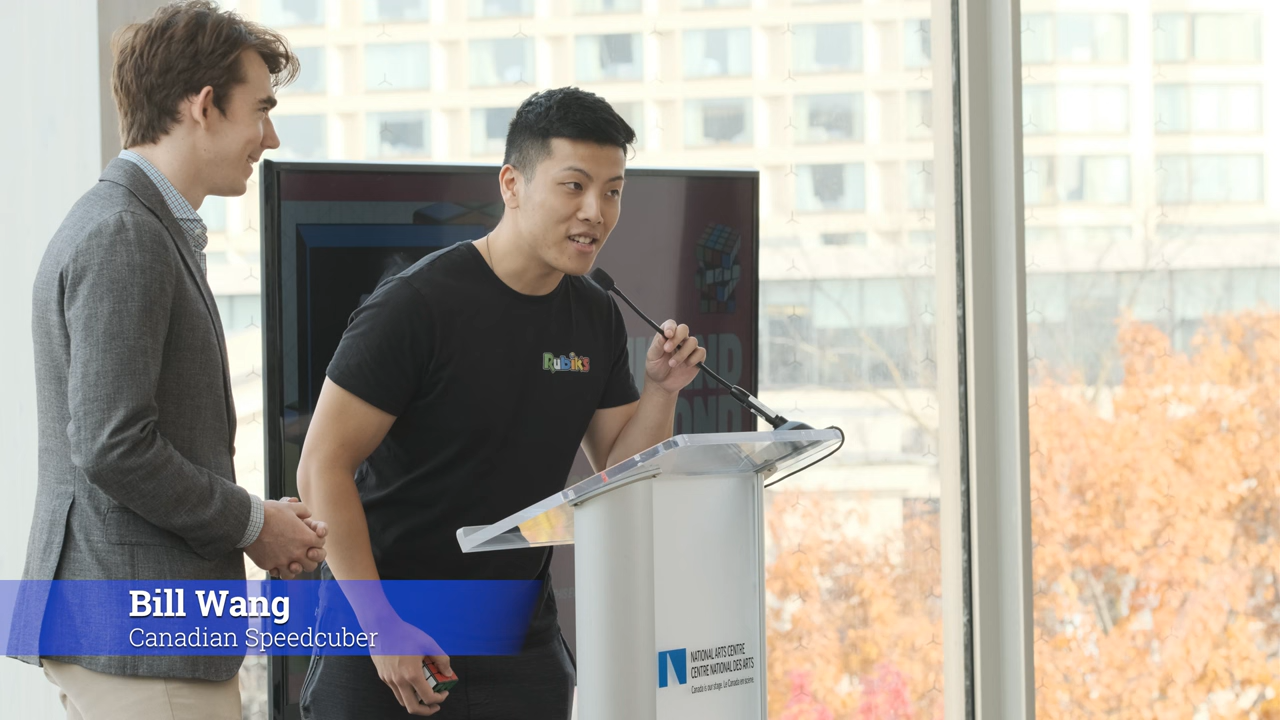 Rubik's
Bill Wang
Canadian Speedcuber
NATIONAL ARTS CENTRE
CENTRE NATIONAL DES ARTS
Canada is our stage. Le Canada en scène.